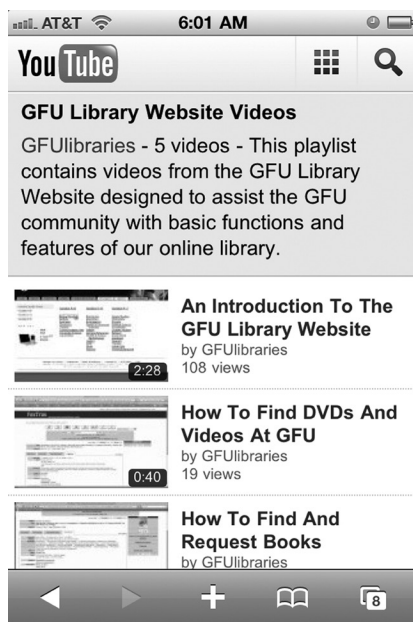 AT&T 6:01 AM
YouTube
GFU Library Website Videos
GFUlibraries - 5 videos - This playlist
contains videos from the GFU Library
Website designed to assist the GFU
community with basic functions and
features of our online library.
An Introduction To The
GFU Library Website
by GFUlibraries
108 views
2:28
How To Find DVDs And
Videos At GFU
by GFUlibraries
19 views
0:40
How To Find And
Request Books
by GFUlibraries
8